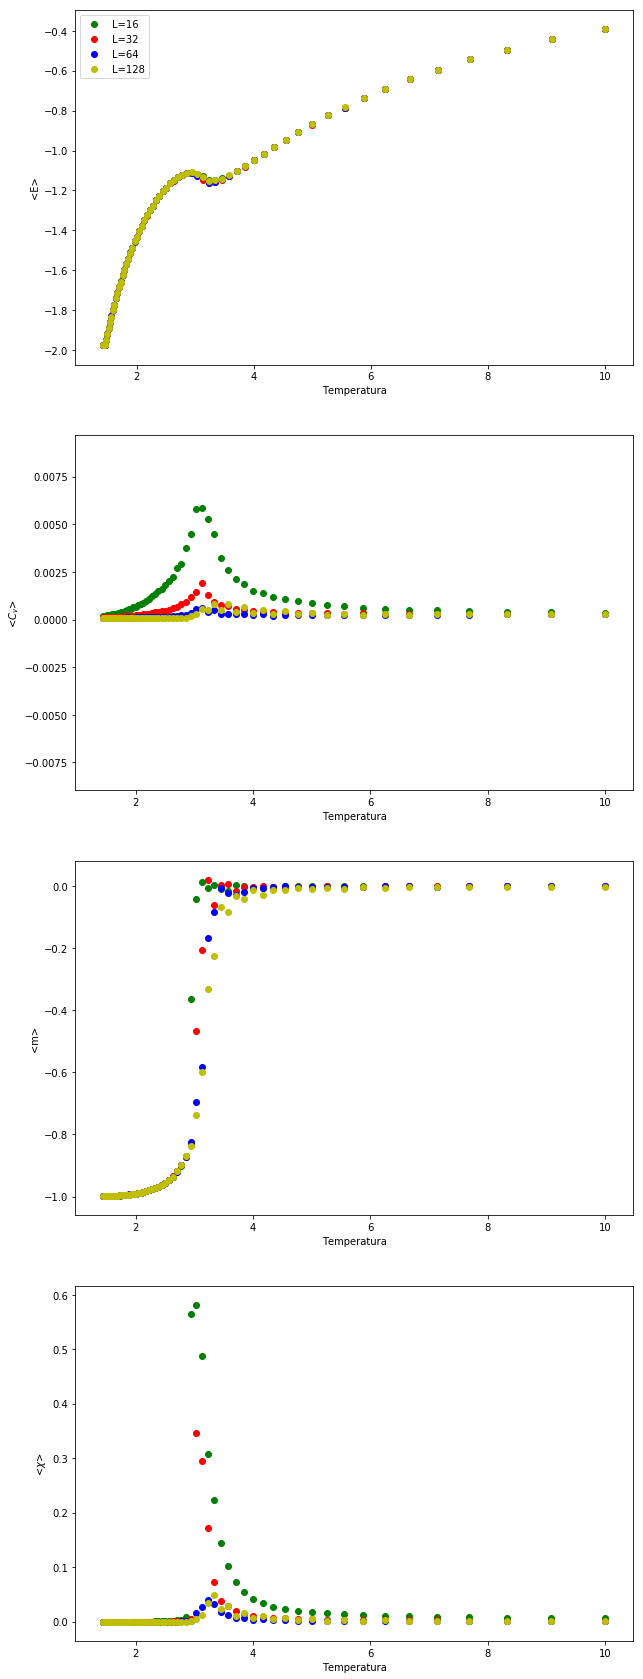 L=16
L=32
L=64
L=128
−0.4
−0.6
−0.8
−1.0
−1.2
−1.4
−1.6
−1.8
−2.0
<E>
2 4 6 8 10
Temperatura
0.0075
0.0050
0.0025
0.0000
−0.0025
−0.0050
−0.0075
<Cᵥ>
2 4 6 8 10
Temperatura
0.0
−0.2
−0.4
−0.6
−0.8
−1.0
<m>
2 4 6 8 10
Temperatura
0.6
0.5
0.4
0.3
0.2
0.1
0.0
<χ>
2 4 6 8 10
Temperatura